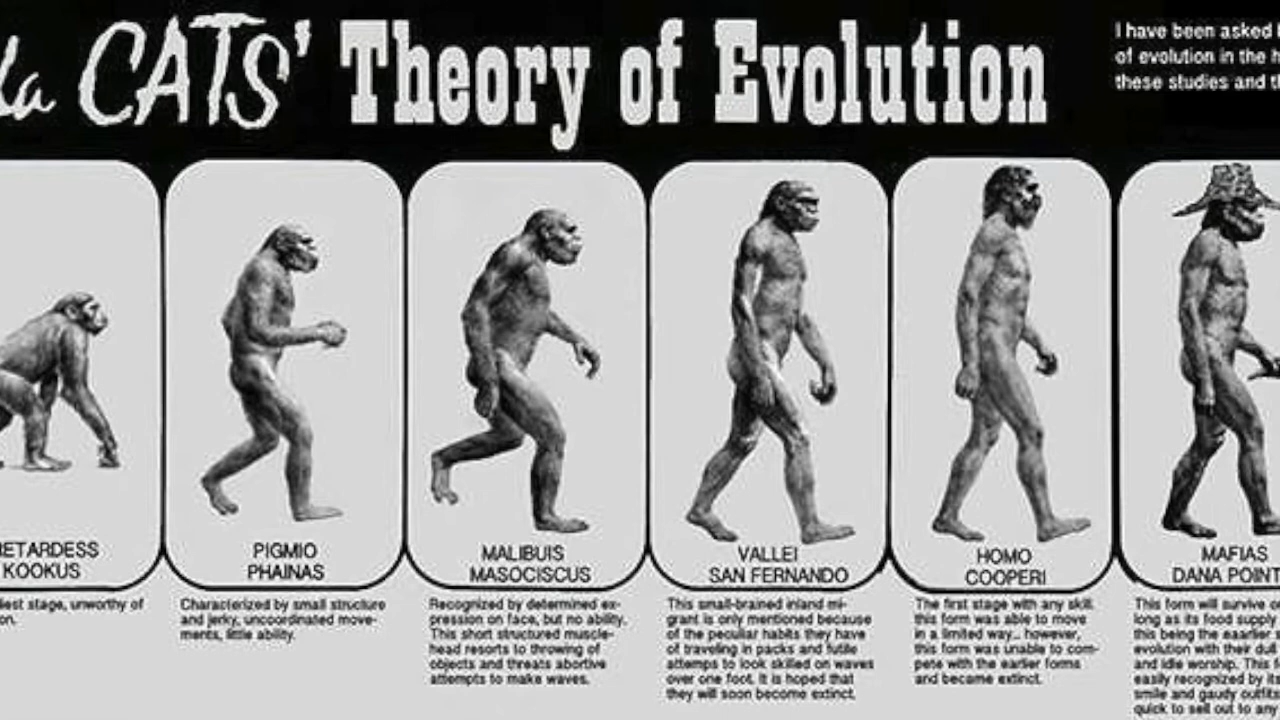 da CATS' Theory of Evolution
I have been asked
of evolution in the
these studies and
ETARDESS
KOOKUS
liest stage, unworthy of
on.
PIGMIO
PHAINAS
Characterized by small structure
and jerky, uncoordinated move-
ments, little ability.
MALIBUIS
MASOCISCUS
Recognized by determined ex-
pression on face, but no ability.
This short structured muscle-
head resorts to throwing of
objects and threats abortive
attempts to make waves.
VALLEI
SAN FERNANDO
This small-brained inland mi-
grant is only mentioned because
of the peculiar habits they have
of traveling in packs and futile
attemps to look skilled on waves
over one foot. It is hoped that
they will soon become extinct.
HOMO
COOPERI
The first stage with any skill.
this form was able to move
in a limited way... however,
this form was unable to com-
pete with the earlier forms
and became extinct.
MAFIAS
DANA POINT
This form will survive
long as its food supply
this being the eaarlier
evolution with their dull
and idle worship. This
easily recognized by its
smile and gaudy outfits
quick to sell out to any